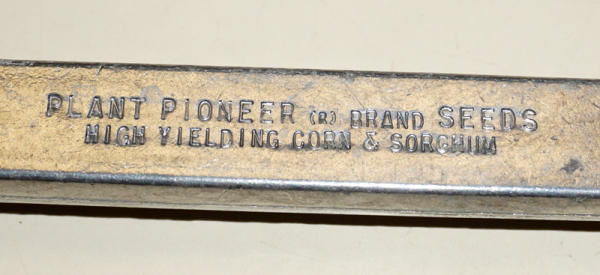 PLANT PIONEER (R) BRAND SEEDS
HIGH YIELDING CORN & SORGHUM